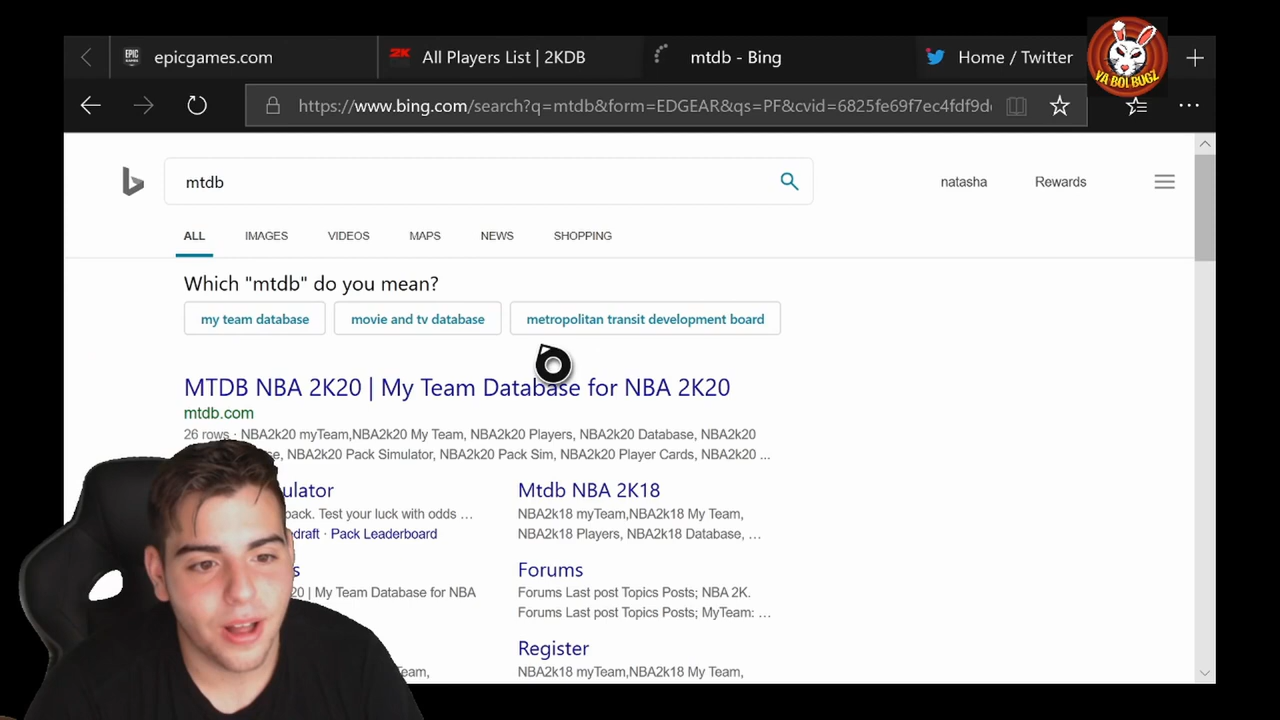 EPIC GAMES epicgames.com
2K All Players List | 2KDB
mtdb - Bing
Home / Twitter
YA BOI BUGZ
https://www.bing.com/search?q=mtdb&form=EDGEAR&qs=PF&cvid=6825fe69f7ec4fdf9d
mtdb
natasha
Rewards
ALL IMAGES VIDEOS MAPS NEWS SHOPPING
Which "mtdb" do you mean?
my team database
movie and tv database
metropolitan transit development board
MTDB NBA 2K20 | My Team Database for NBA 2K20
mtdb.com
26 rows · NBA2k20 myTeam,NBA2K20 My Team, NBA2k20 Players, NBA2k20 Database, NBA2k20
, NBA2k20 Pack Simulator, NBA2k20 Pack Sim, NBA2k20 Player Cards, NBA2k20 ...
pack. Test your luck with odds ...
· Pack Leaderboard
| My Team Database for NBA
Mtdb NBA 2K18
NBA2k18 myTeam,NBA2k18 My Team,
NBA2k18 Players, NBA2k18 Database, ...
Forums
Forums Last post Topics Posts; NBA 2K.
Forums Last post Topics Posts; MyTeam: ...
Register
NBA2k18 myTeam,NBA2k18 My Team,